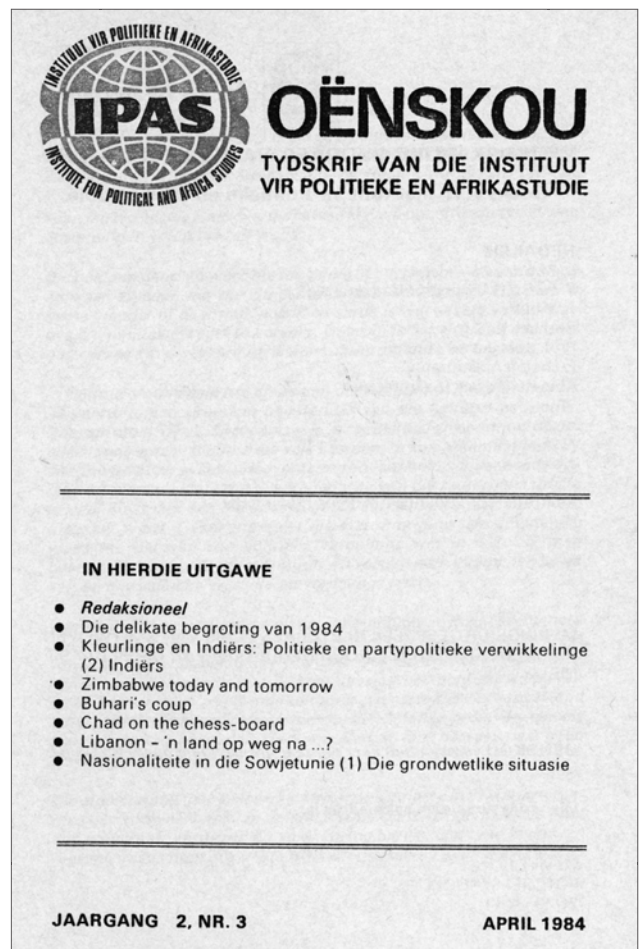 INSTITUUT VIR POLITIEKE EN AFRIKASTUDIE
IPAS
INSTITUTE FOR POLITICAL AND AFRICA STUDIES
OËNSKOU
TYDSKRIF VAN DIE INSTITUUT
VIR POLITIEKE EN AFRIKASTUDIE
IN HIERDIE UITGAWE
● Redaksioneel
● Die delikate begroting van 1984
● Kleurlinge en Indiërs: Politieke en partypolitieke verwikkelinge
(2) Indiërs
● Zimbabwe today and tomorrow
● Buhari's coup
● Chad on the chess-board
● Libanon – 'n land op weg na ...?
● Nasionaliteite in die Sowjetunie (1) Die grondwetlike situasie
JAARGANG 2, NR. 3
APRIL 1984